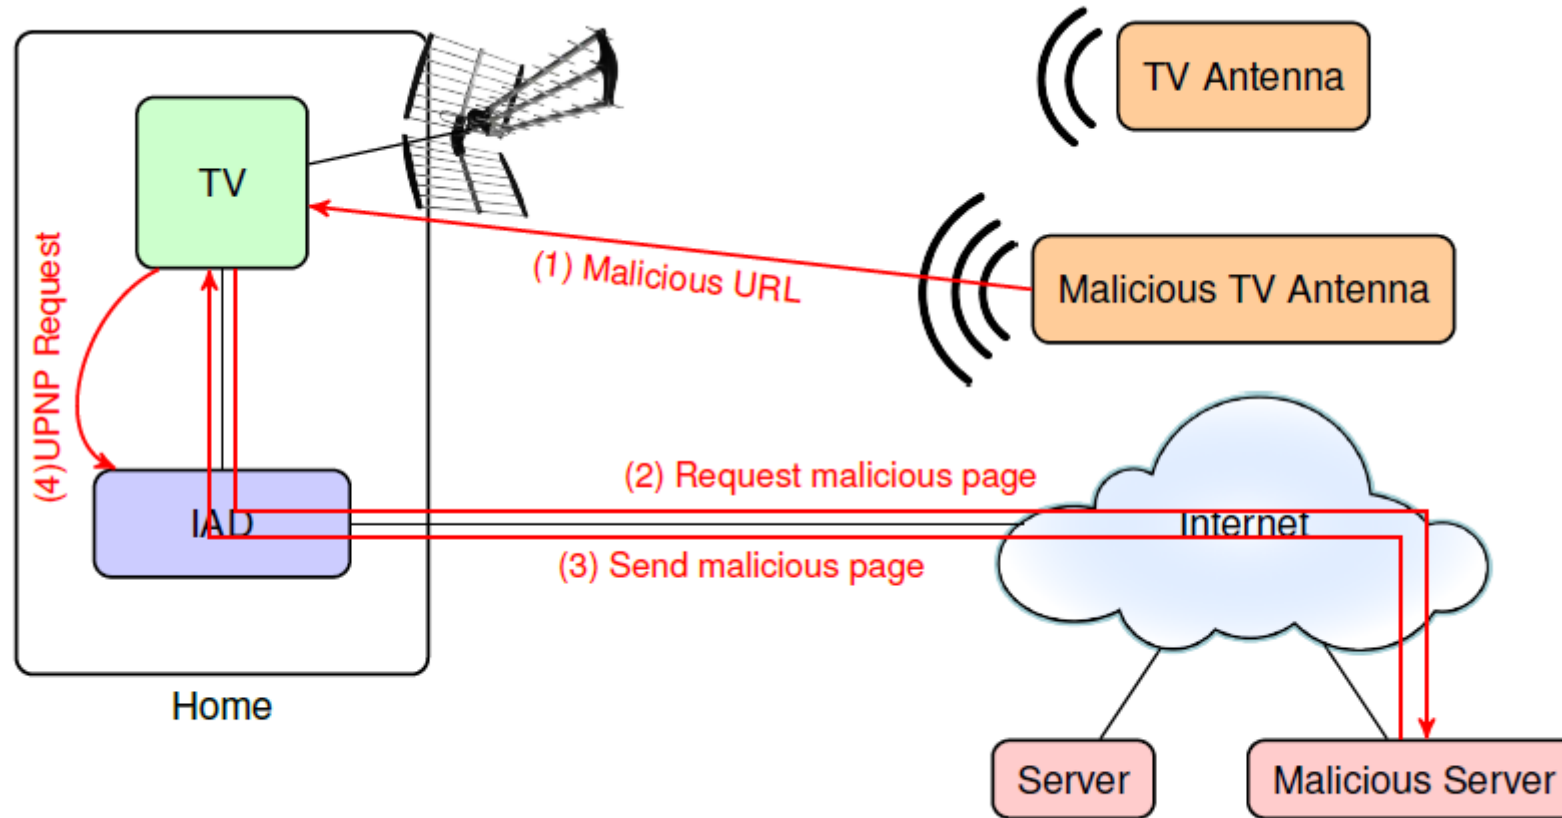 TV Antenna
TV
(1) Malicious URL
Malicious TV Antenna
(4)UPNP Request
(2) Request malicious page
IAD
Internet
(3) Send malicious page
Home
Server
Malicious Server